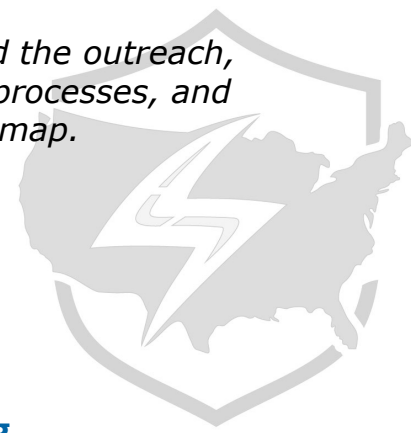 the outreach,
processes, and
map.